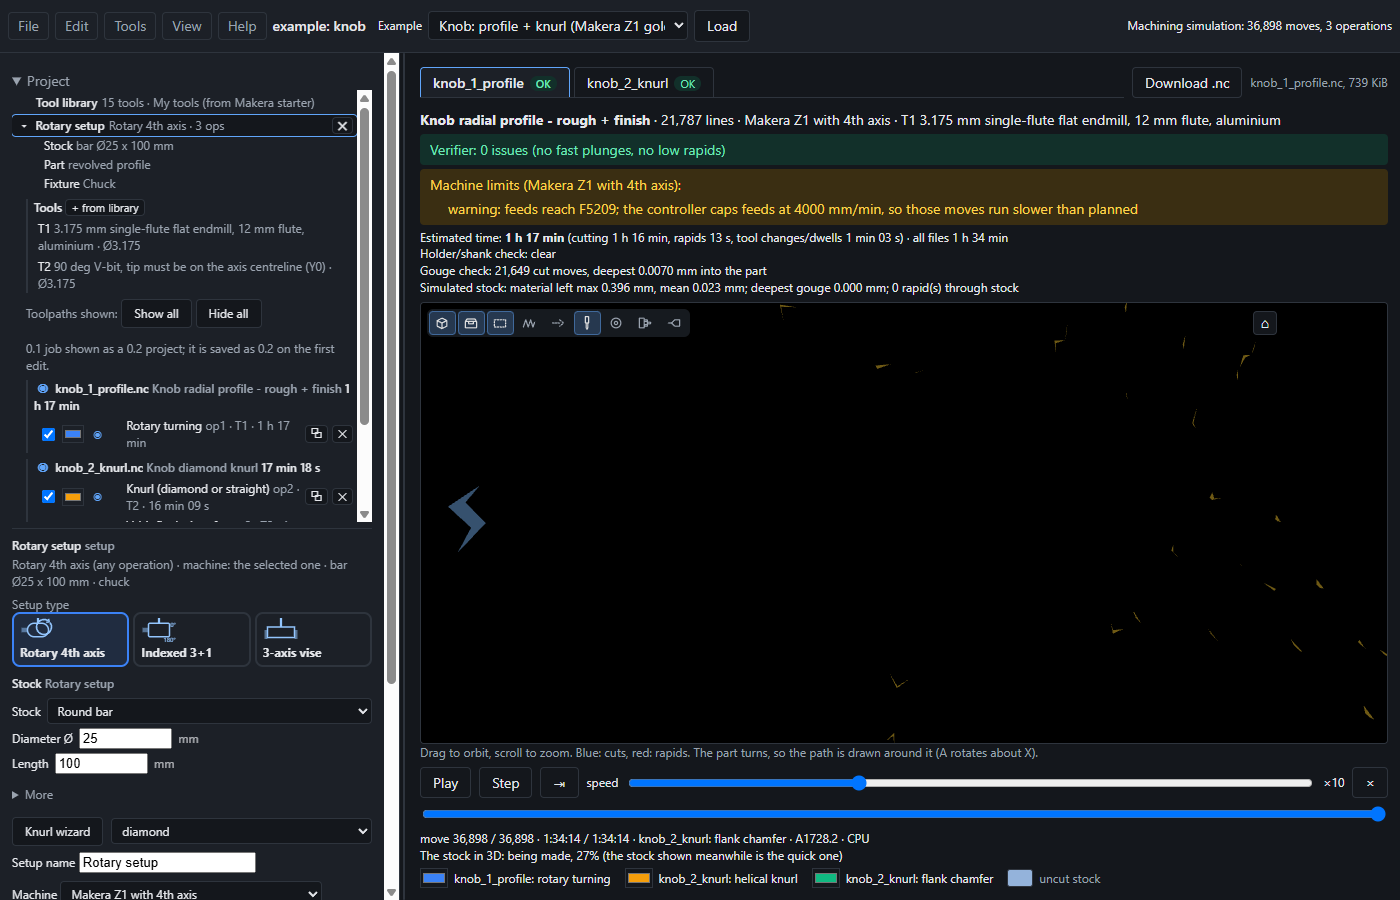 File Edit Tools View Help example: knob Example Knob: profile + knurl (Makera Z1 gol Load Machining simulation: 36,898 moves, 3 operations
Project
Tool library 15 tools · My tools (from Makera starter)
Rotary setup Rotary 4th axis · 3 ops
Stock bar Ø25 x 100 mm
Part revolved profile
Fixture Chuck
Tools + from library
T1 3.175 mm single-flute flat endmill, 12 mm flute,
aluminium · Ø3.175
T2 90 deg V-bit, tip must be on the axis centreline (Y0) ·
Ø3.175
Toolpaths shown: Show all Hide all
0.1 job shown as a 0.2 project; it is saved as 0.2 on the first
edit.
knob_1_profile.nc Knob radial profile - rough + finish 1
h 17 min
Rotary turning op1 · T1 · 1 h 17
min
knob_2_knurl.nc Knob diamond knurl 17 min 18 s
Knurl (diamond or straight) op2 ·
T2 · 16 min 09 s
Rotary setup setup
Rotary 4th axis (any operation) · machine: the selected one · bar
Ø25 x 100 mm · chuck
Setup type
Rotary 4th axis Indexed 3+1 3-axis vise
Stock Rotary setup
Stock Round bar
Diameter Ø 25 mm
Length 100 mm
More
Knurl wizard diamond
Setup name Rotary setup
Machine Makera Z1 with 4th axis
knob_1_profile OK knob_2_knurl OK Download .nc knob_1_profile.nc, 739 KiB
Knob radial profile - rough + finish · 21,787 lines · Makera Z1 with 4th axis · T1 3.175 mm single-flute flat endmill, 12 mm flute, aluminium
Verifier: 0 issues (no fast plunges, no low rapids)
Machine limits (Makera Z1 with 4th axis):
warning: feeds reach F5209; the controller caps feeds at 4000 mm/min, so those moves run slower than planned
Estimated time: 1 h 17 min (cutting 1 h 16 min, rapids 13 s, tool changes/dwells 1 min 03 s) · all files 1 h 34 min
Holder/shank check: clear
Gouge check: 21,649 cut moves, deepest 0.0070 mm into the part
Simulated stock: material left max 0.396 mm, mean 0.023 mm; deepest gouge 0.000 mm; 0 rapid(s) through stock
Drag to orbit, scroll to zoom. Blue: cuts, red: rapids. The part turns, so the path is drawn around it (A rotates about X).
Play Step speed ×10
move 36,898 / 36,898 · 1:34:14 / 1:34:14 · knob_2_knurl: flank chamfer · A1728.2 · CPU
The stock in 3D: being made, 27% (the stock shown meanwhile is the quick one)
knob_1_profile: rotary turning knob_2_knurl: helical knurl knob_2_knurl: flank chamfer uncut stock